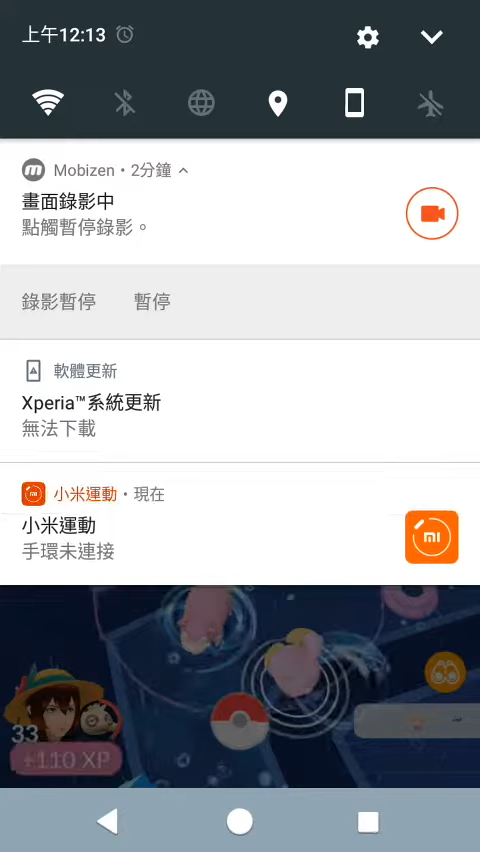 上午12:13
Mobizen • 2分鐘
畫面錄影中
點觸暫停錄影。
錄影暫停 暫停
軟體更新
Xperia™系統更新
無法下載
小米運動 • 現在
小米運動
手環未連接
33
+110 XP